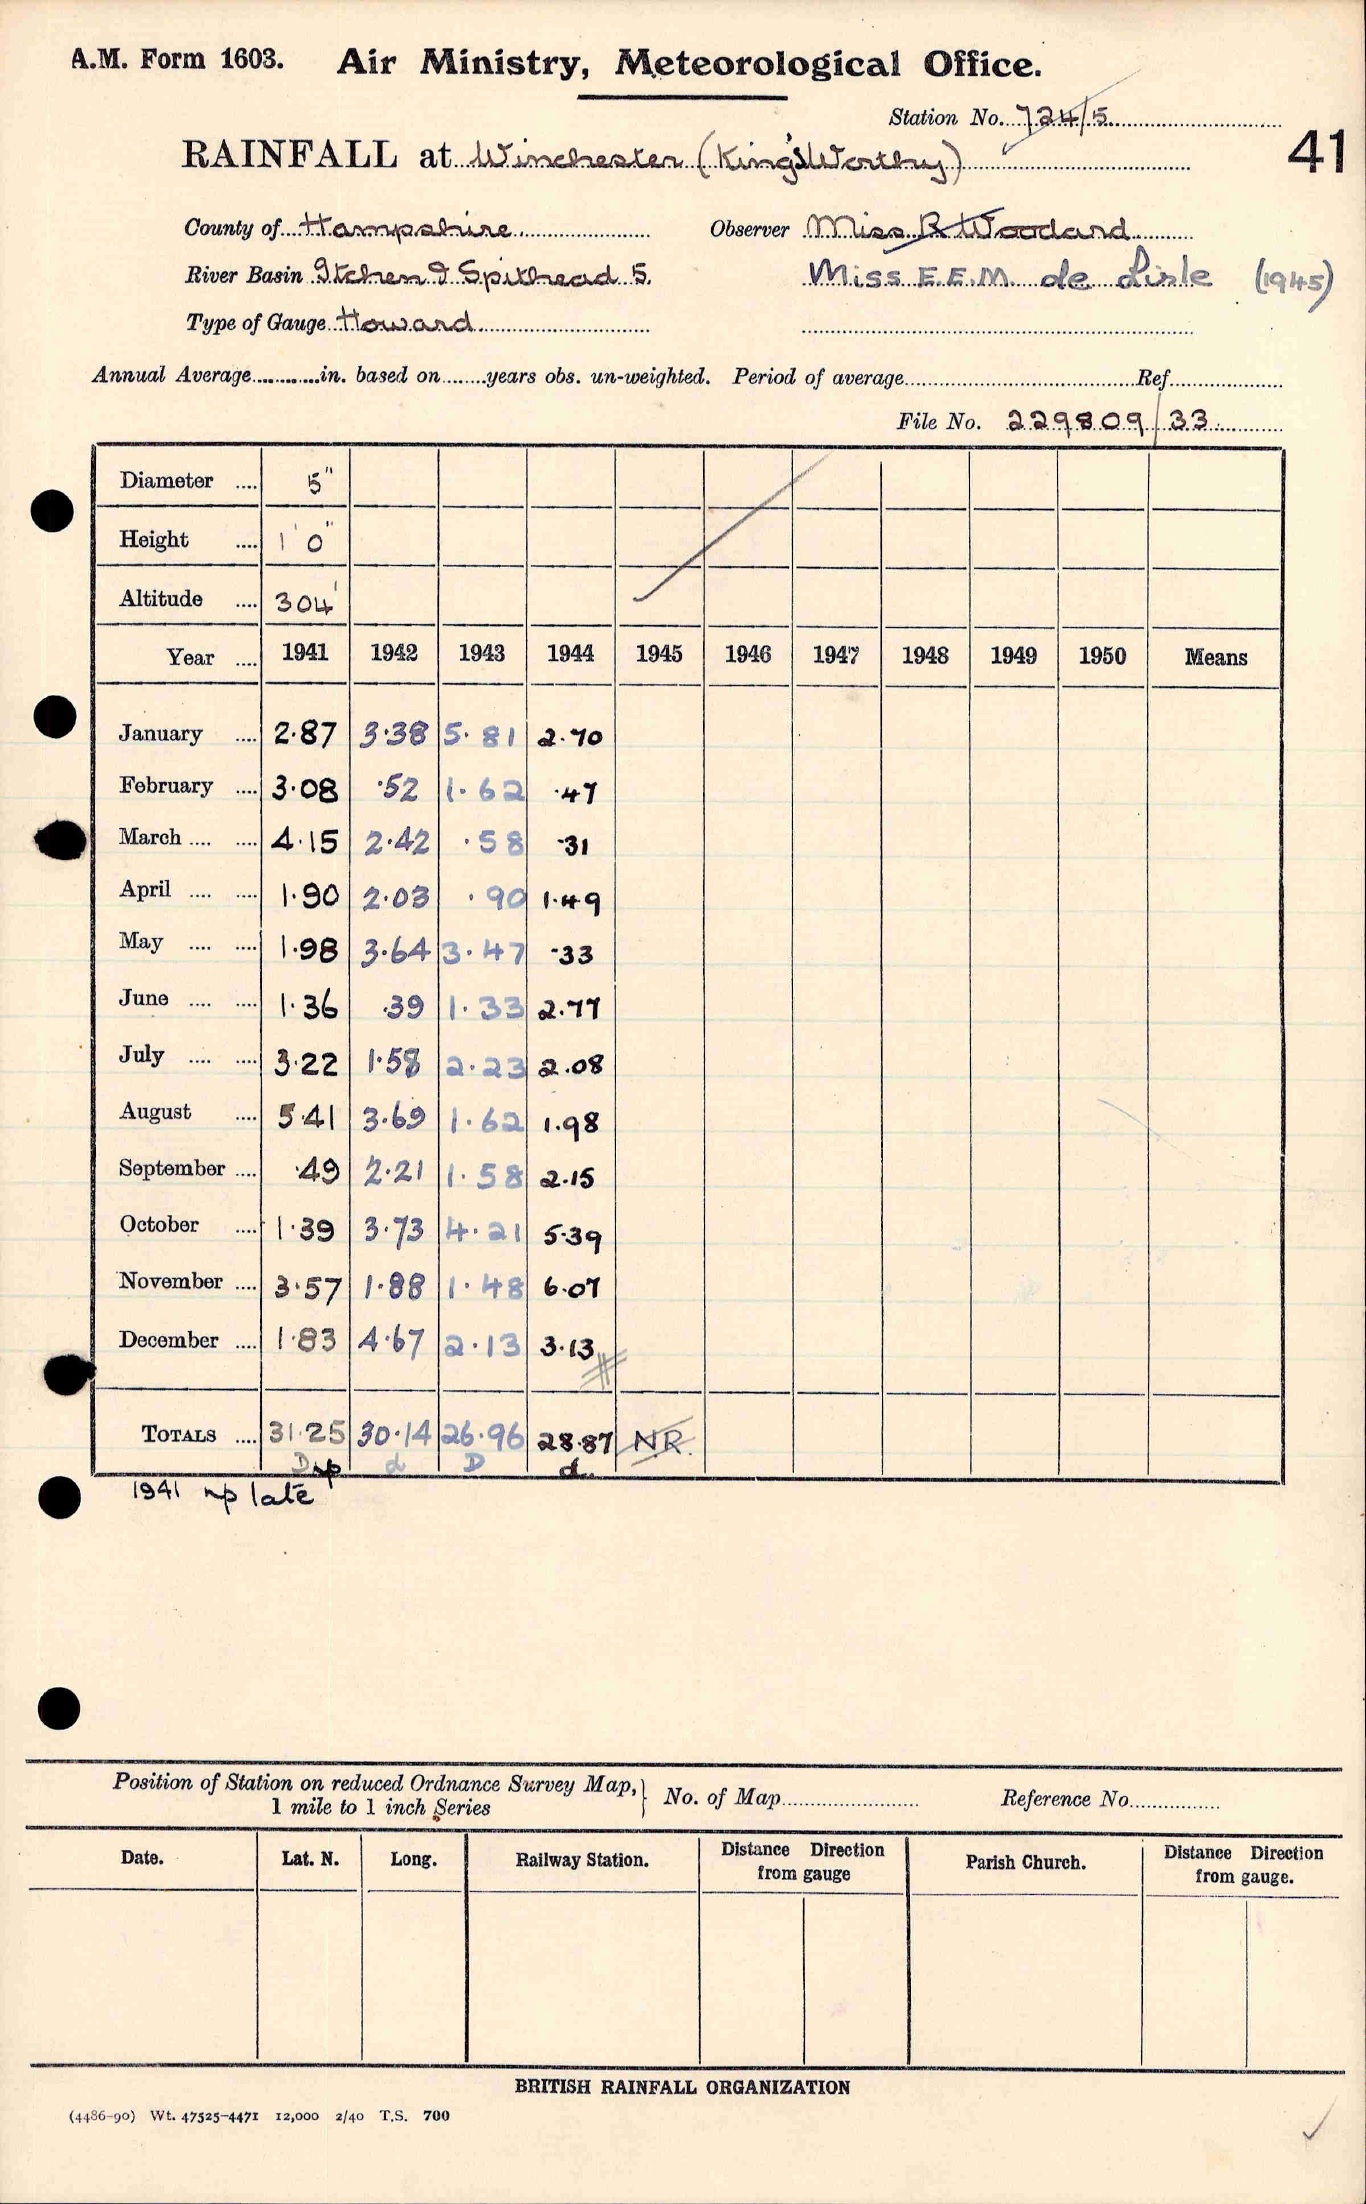 A.M. Form 1603. Air Ministry, Meteorological Office.
Station No. 724/5
RAINFALL at Winchester (King's Worthy) 41
County of Hampshire. Observer Miss R Woodard
River Basin Itchen & Spithead 5. Miss E.E.M. de Lisle (1945)
Type of Gauge Howard
Annual Average............in. based on........years obs. un-weighted. Period of average.......... Ref..........
File No. 229809/33
Diameter .... 5"
Height .... 1' 0"
Altitude .... 304'
Year .... 1941 1942 1943 1944 1945 1946 1947 1948 1949 1950 Means
January .... 2.87 3.38 5.81 2.70
February .... 3.08 .52 1.62 .47
March .... .... 4.15 2.42 .58 .31
April .... .... 1.90 2.03 .90 1.49
May .... .... 1.98 3.64 3.47 .33
June .... .... 1.36 .39 1.33 2.77
July .... .... 3.22 1.58 2.23 2.08
August .... 5.41 3.69 1.62 1.98
September .... .49 2.21 1.58 2.15
October .... 1.39 3.73 4.21 5.39
November .... 3.57 1.88 1.48 6.07
December .... 1.83 4.67 2.13 3.13
TOTALS .... 31.25 30.14 26.96 28.87 NR.
D np d D d
1941 np late
Position of Station on reduced Ordnance Survey Map, } No. of Map.......... Reference No..........
1 mile to 1 inch Series
Date. Lat. N. Long. Railway Station. Distance Direction from gauge Parish Church. Distance Direction from gauge.
BRITISH RAINFALL ORGANIZATION
(4486-90) Wt. 47525-4471 12,000 2/40 T.S. 700